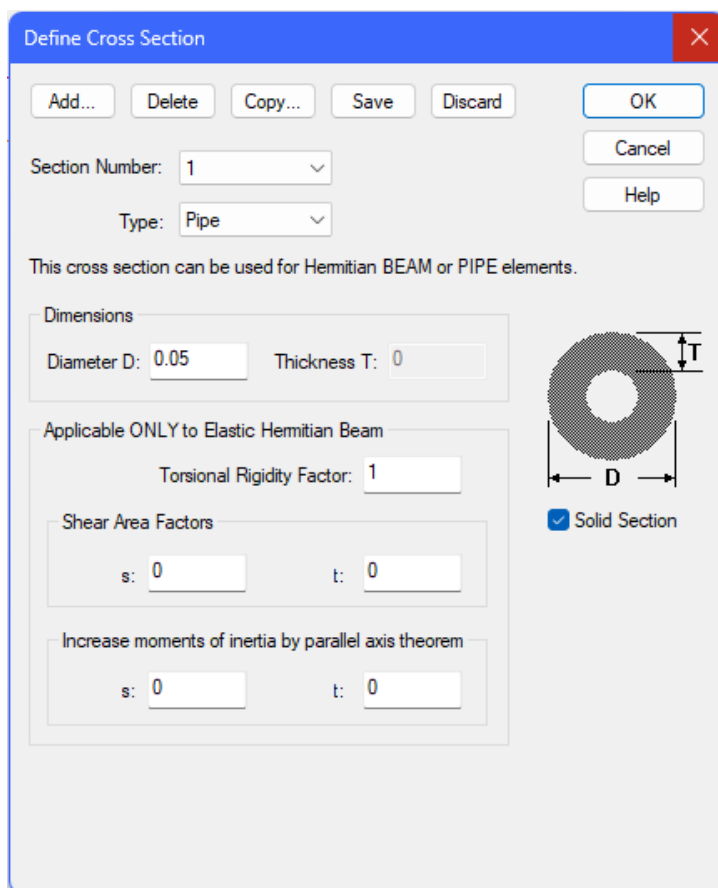 Define Cross Section
Add... Delete Copy... Save Discard OK
Cancel
Section Number: 1
Help
Type: Pipe
This cross section can be used for Hermitian BEAM or PIPE elements.
Dimensions
Diameter D: 0.05 Thickness T: 0
T
Applicable ONLY to Elastic Hermitian Beam
Torsional Rigidity Factor: 1
D
Shear Area Factors
Solid Section
s: 0 t: 0
Increase moments of inertia by parallel axis theorem
s: 0 t: 0